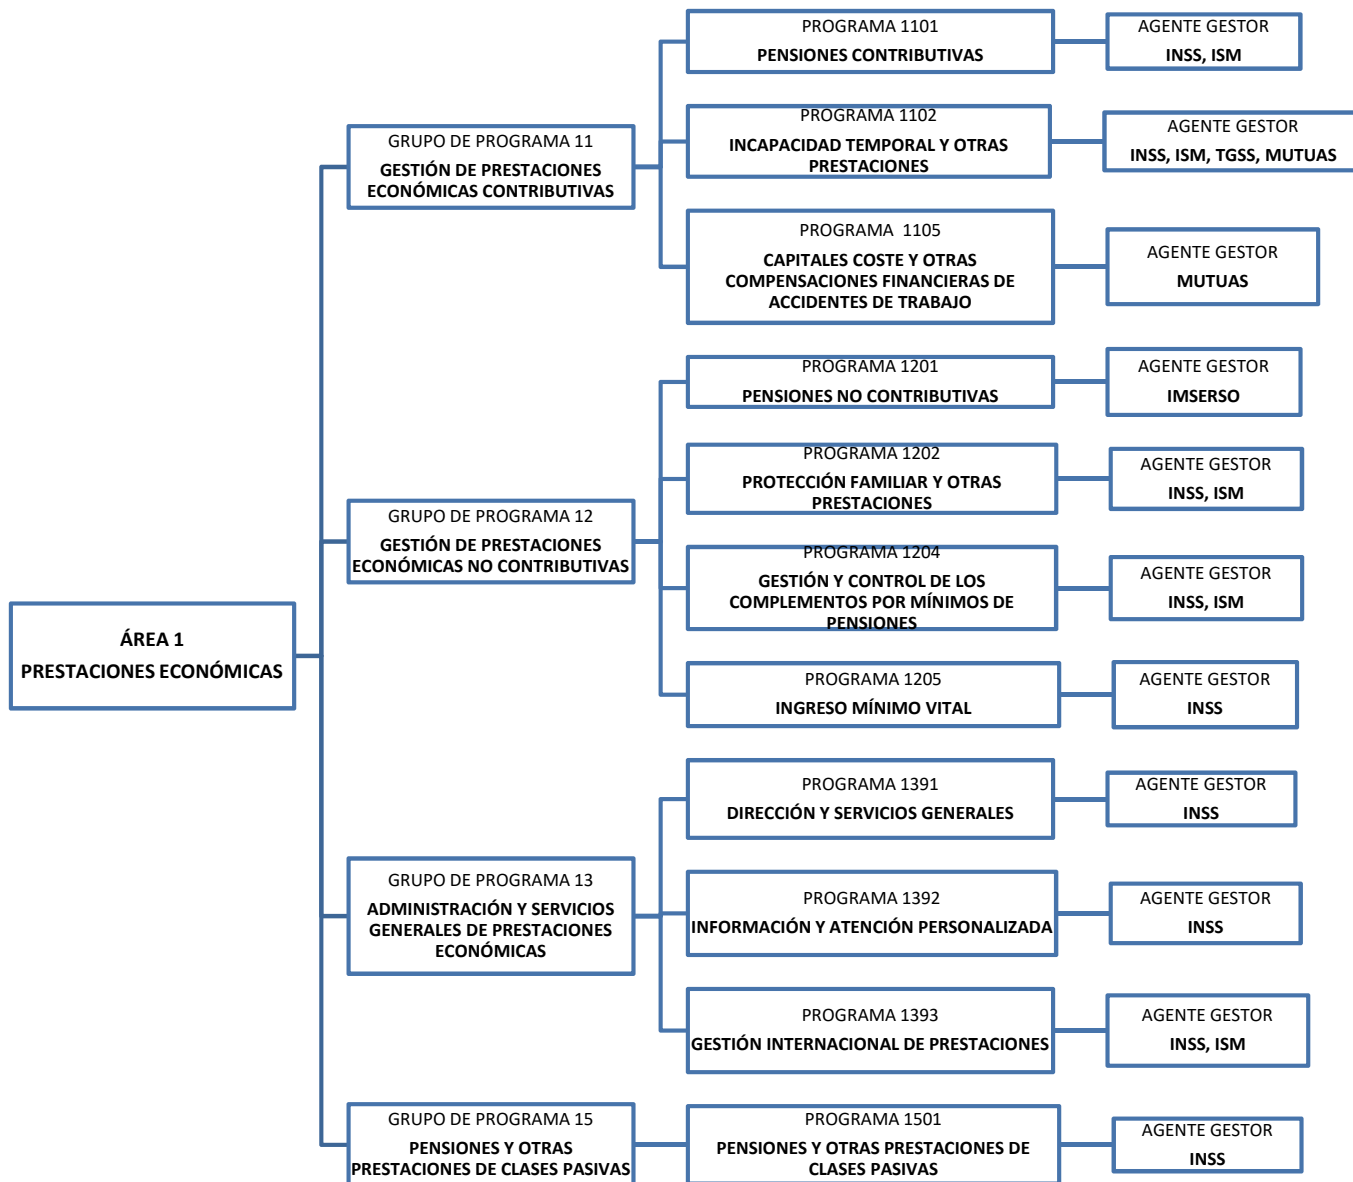 ÁREA 1
PRESTACIONES ECONÓMICAS
GRUPO DE PROGRAMA 11
GESTIÓN DE PRESTACIONES
ECONÓMICAS CONTRIBUTIVAS
PROGRAMA 1101
PENSIONES CONTRIBUTIVAS
AGENTE GESTOR
INSS, ISM
PROGRAMA 1102
INCAPACIDAD TEMPORAL Y OTRAS
PRESTACIONES
AGENTE GESTOR
INSS, ISM, TGSS, MUTUAS
PROGRAMA 1105
CAPITALES COSTE Y OTRAS
COMPENSACIONES FINANCIERAS DE
ACCIDENTES DE TRABAJO
AGENTE GESTOR
MUTUAS
GRUPO DE PROGRAMA 12
GESTIÓN DE PRESTACIONES
ECONÓMICAS NO CONTRIBUTIVAS
PROGRAMA 1201
PENSIONES NO CONTRIBUTIVAS
AGENTE GESTOR
IMSERSO
PROGRAMA 1202
PROTECCIÓN FAMILIAR Y OTRAS
PRESTACIONES
AGENTE GESTOR
INSS, ISM
PROGRAMA 1204
GESTIÓN Y CONTROL DE LOS
COMPLEMENTOS POR MÍNIMOS DE
PENSIONES
AGENTE GESTOR
INSS, ISM
PROGRAMA 1205
INGRESO MÍNIMO VITAL
AGENTE GESTOR
INSS
GRUPO DE PROGRAMA 13
ADMINISTRACIÓN Y SERVICIOS
GENERALES DE PRESTACIONES
ECONÓMICAS
PROGRAMA 1391
DIRECCIÓN Y SERVICIOS GENERALES
AGENTE GESTOR
INSS
PROGRAMA 1392
INFORMACIÓN Y ATENCIÓN PERSONALIZADA
AGENTE GESTOR
INSS
PROGRAMA 1393
GESTIÓN INTERNACIONAL DE PRESTACIONES
AGENTE GESTOR
INSS, ISM
GRUPO DE PROGRAMA 15
PENSIONES Y OTRAS
PRESTACIONES DE CLASES PASIVAS
PROGRAMA 1501
PENSIONES Y OTRAS PRESTACIONES DE
CLASES PASIVAS
AGENTE GESTOR
INSS